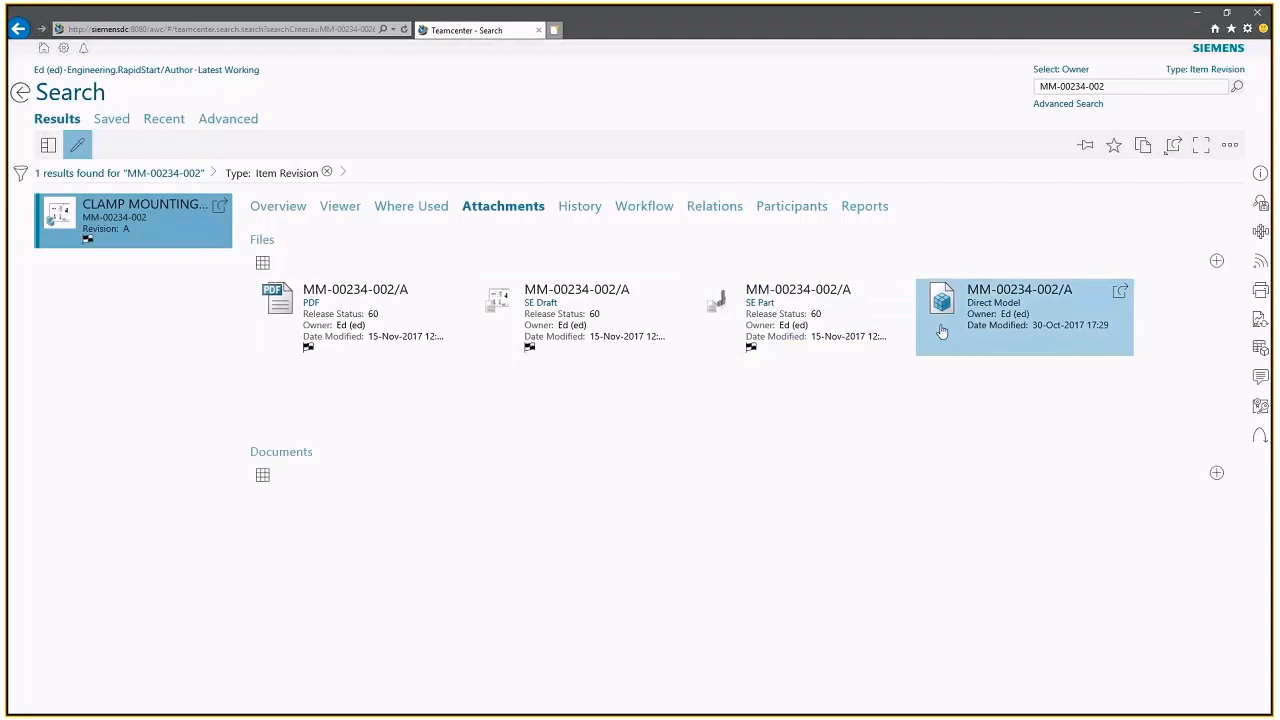 http://siemensdc:8080/awc/#/teamcenter.search.search?searchCriteria=MM-00234-0026
Teamcenter - Search
SIEMENS
Ed (ed)-Engineering.RapidStart/Author-Latest Working
Select: Owner
Type: Item Revision
Search
MM-00234-002
Advanced Search
Results Saved Recent Advanced
1 results found for "MM-00234-002"
Type: Item Revision
CLAMP MOUNTING...
MM-00234-002
Revision: A
Overview Viewer Where Used Attachments History Workflow Relations Participants Reports
Files
PDF
MM-00234-002/A
PDF
Release Status: 60
Owner: Ed (ed)
Date Modified: 15-Nov-2017 12:...
MM-00234-002/A
SE Draft
Release Status: 60
Owner: Ed (ed)
Date Modified: 15-Nov-2017 12:...
MM-00234-002/A
SE Part
Release Status: 60
Owner: Ed (ed)
Date Modified: 15-Nov-2017 12:...
MM-00234-002/A
Direct Model
Owner: Ed (ed)
Date Modified: 30-Oct-2017 17:29
Documents